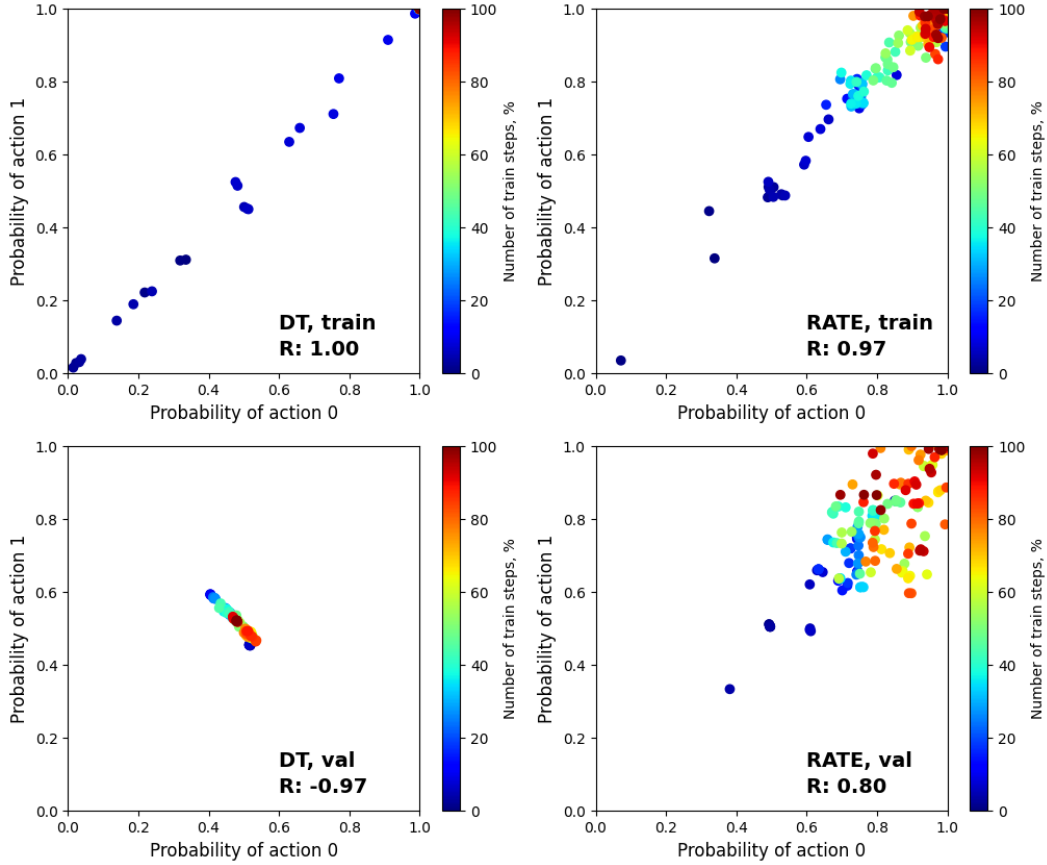 1.0
0.8
0.6
0.4
0.2
0.0
0.0 0.2 0.4 0.6 0.8 1.0
Probability of action 0
Probability of action 1
DT, train
R: 1.00
100
80
60
40
20
0
Number of train steps, %
1.0
0.8
0.6
0.4
0.2
0.0
0.0 0.2 0.4 0.6 0.8 1.0
Probability of action 0
Probability of action 1
RATE, train
R: 0.97
100
80
60
40
20
0
Number of train steps, %
1.0
0.8
0.6
0.4
0.2
0.0
0.0 0.2 0.4 0.6 0.8 1.0
Probability of action 0
Probability of action 1
DT, val
R: -0.97
100
80
60
40
20
0
Number of train steps, %
1.0
0.8
0.6
0.4
0.2
0.0
0.0 0.2 0.4 0.6 0.8 1.0
Probability of action 0
Probability of action 1
RATE, val
R: 0.80
100
80
60
40
20
0
Number of train steps, %